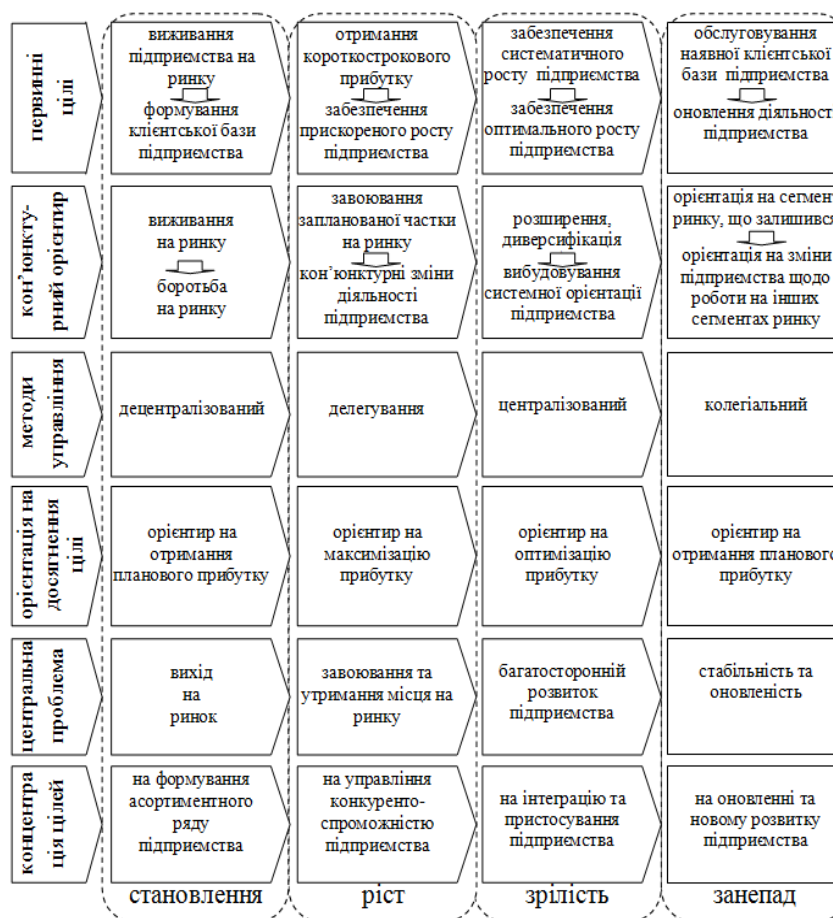 первинні
цілі
виживання
підприємства на
ринку
формування
клієнтської бази
підприємства
отримання
короткострокового
прибутку
забезпечення
прискореного росту
підприємства
забезпечення
систематичного
росту підприємства
забезпечення
оптимального росту
підприємства
обслуговування
наявної клієнтської
бази підприємства
оновлення діяльності
підприємства
кон’юнкту-
рний орієнтир
виживання
на ринку
боротьба
на ринку
завоювання
запланованої частки
на ринку
кон’юнктурні зміни
діяльності
підприємства
розширення,
диверсифікація
вибудовування
системної орієнтації
підприємства
орієнтація на сегмент
ринку, що залишився
орієнтація на зміни
підприємства щодо
роботи на інших
сегментах ринку
методи
управління
децентралізований
делегування
централізований
колегіальний
орієнтація на
досягнення
цілі
орієнтир на
отримання
планового прибутку
орієнтир на
максимізацію
прибутку
орієнтир на
оптимізацію
прибутку
орієнтир на
отримання планового
прибутку
центральна
проблема
вихід
на
ринок
завоювання та
утримання місця на
ринку
багатосторонній
розвиток
підприємства
стабільність та
оновленість
концентра
ція цілей
на формування
асортиментного
ряду
підприємства
на управління
конкуренто-
спроможністю
підприємства
на інтеграцію та
пристосування
підприємства
на оновленні та
новому розвитку
підприємства
становлення
ріст
зрілість
занепад